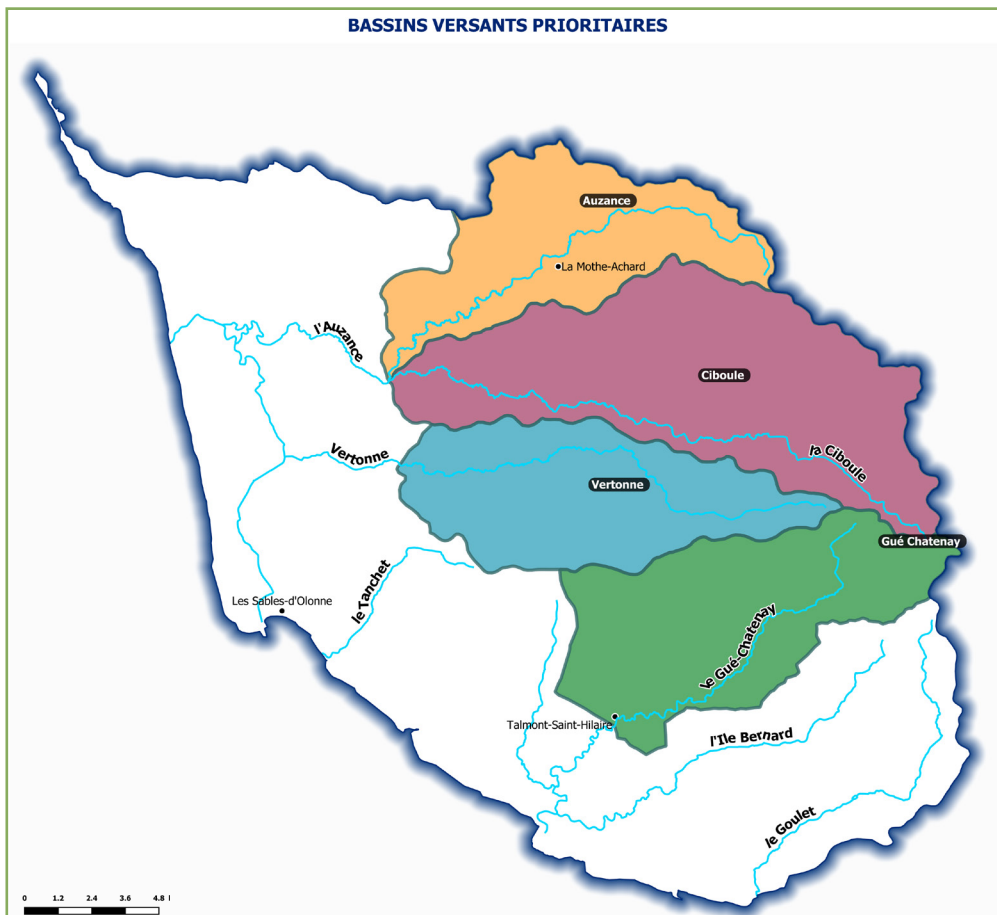 BASSINS VERSANTS PRIORITAIRES
Auzance
La Mothe-Achard
l'Auzance
Ciboule
Vertonne
la Ciboule
Vertonne
Gué Chatenay
le Tanchet
Les Sables-d'Olonne
le Gué-Chatenay
Talmont-Saint-Hilaire
l'Ile Bernard
le Goulet
0 1.2 2.4 3.6 4.8